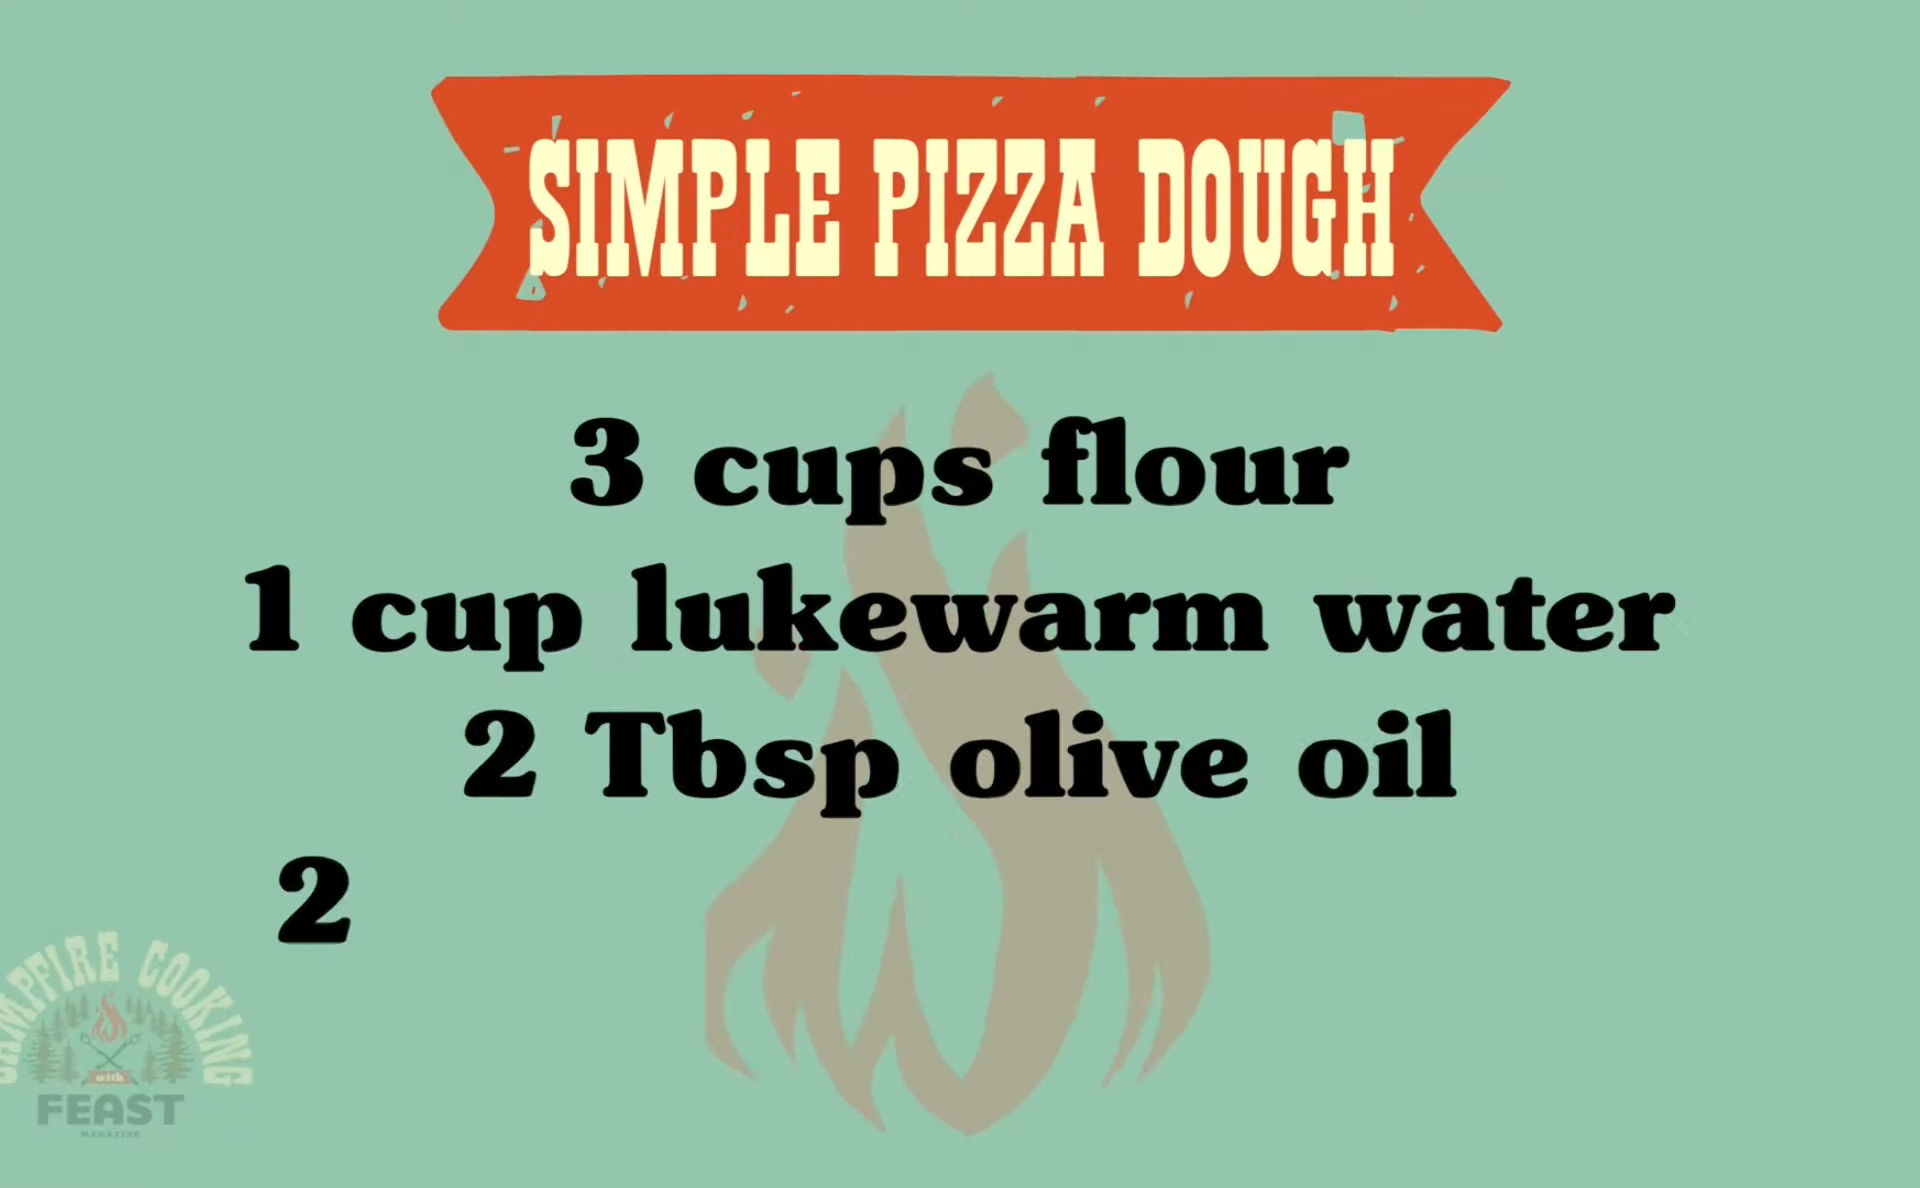 SIMPLE PIZZA DOUGH
3 cups flour
1 cup lukewarm water
2 Tbsp olive oil
2
CAMPFIRE COOKING
with
FEAST
MAGAZINE